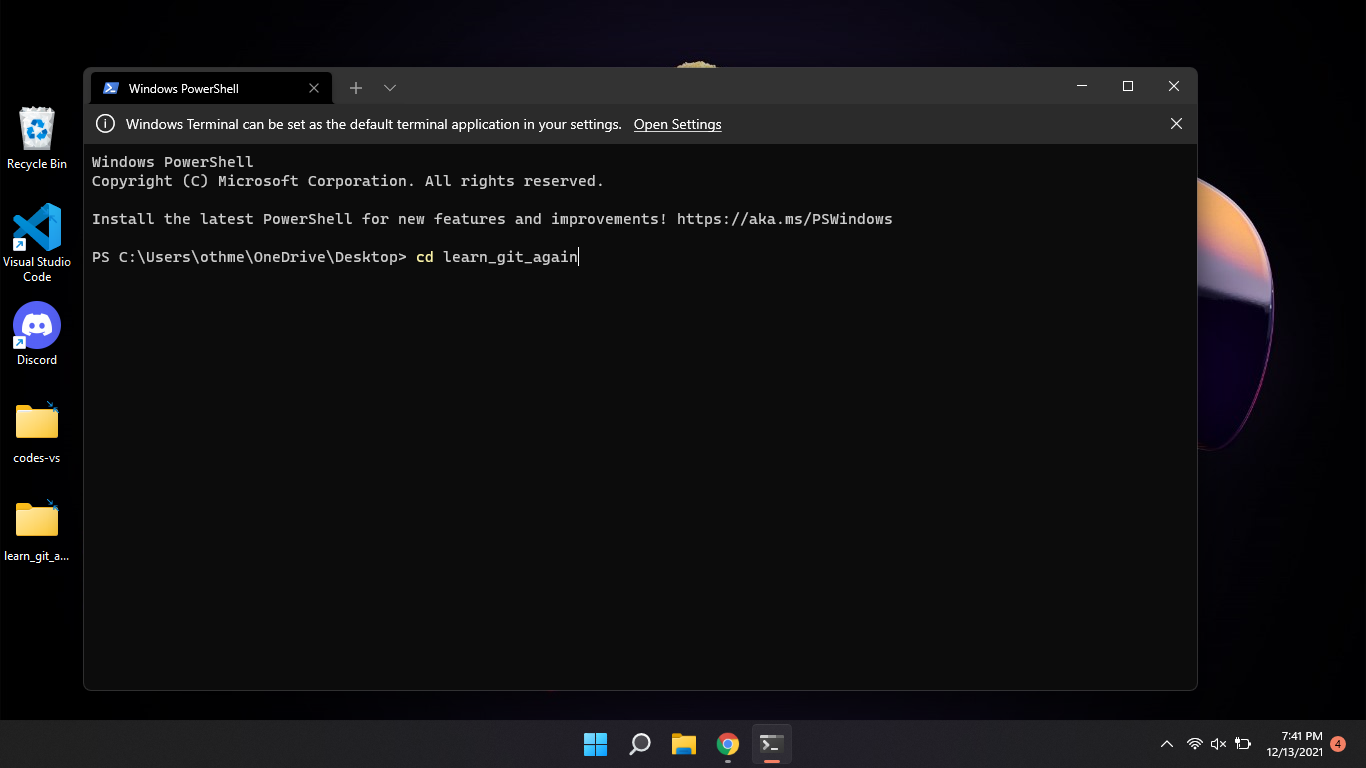 Windows PowerShell
Windows Terminal can be set as the default terminal application in your settings. Open Settings
Windows PowerShell
Copyright (C) Microsoft Corporation. All rights reserved.
Install the latest PowerShell for new features and improvements! https://aka.ms/PSWindows
PS C:\Users\othme\OneDrive\Desktop> cd learn_git_again
Recycle Bin
Visual Studio
Code
Discord
codes-vs
learn_git_a...
7:41 PM
12/13/2021
4